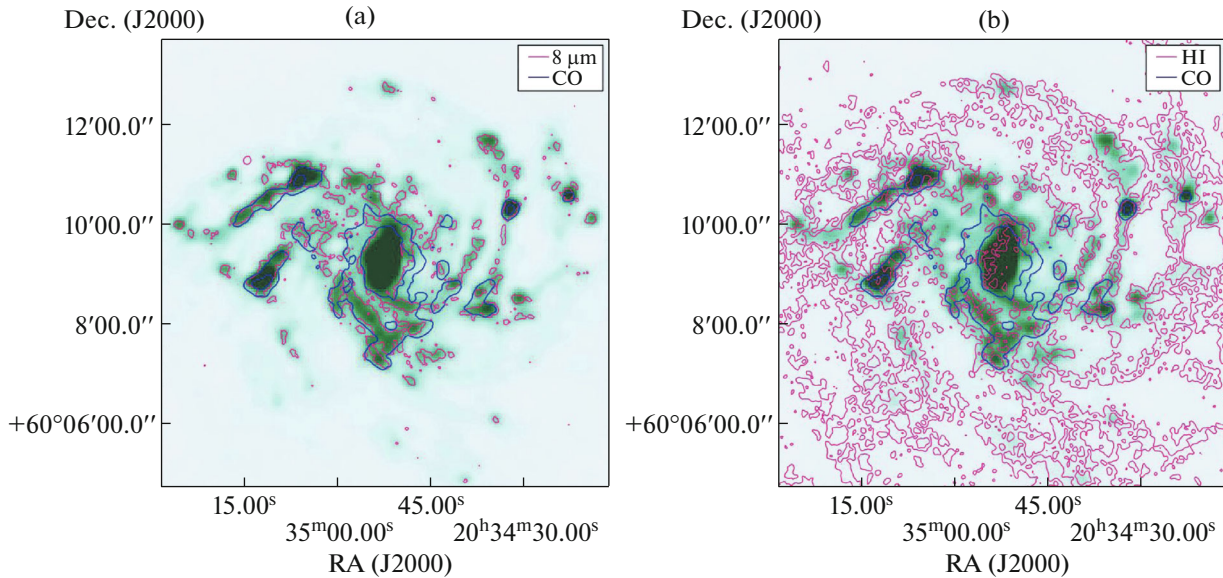 Dec. (J2000) (a)
8 μm
CO
12′00.0′′
10′00.0′′
8′00.0′′
+60°06′00.0′′
15.00ˢ 45.00ˢ
35ᵐ00.00ˢ 20ʰ34ᵐ30.00ˢ
RA (J2000)
Dec. (J2000) (b)
HI
CO
12′00.0′′
10′00.0′′
8′00.0′′
+60°06′00.0′′
15.00ˢ 45.00ˢ
35ᵐ00.00ˢ 20ʰ34ᵐ30.00ˢ
RA (J2000)